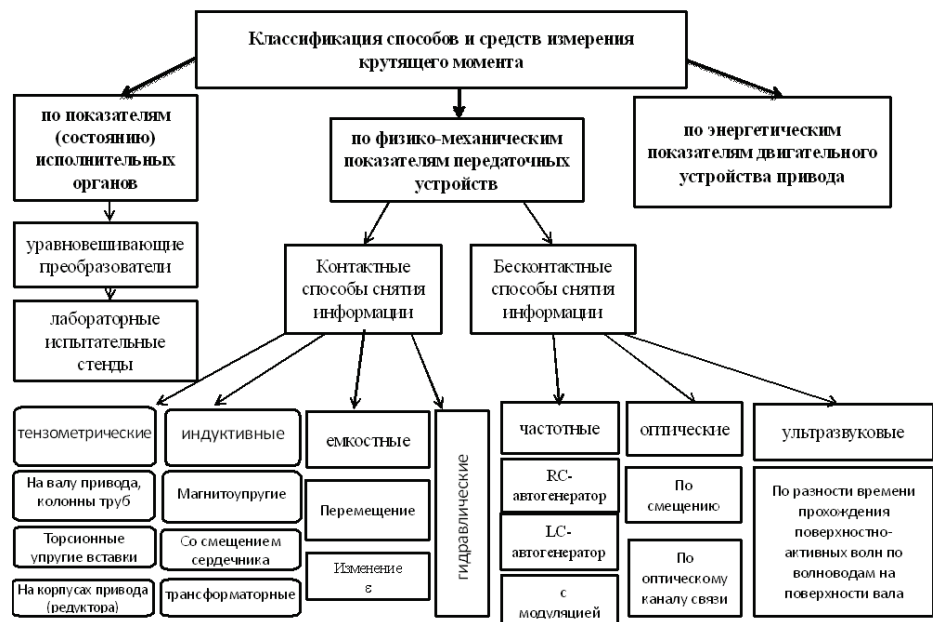 Классификация способов и средств измерения
крутящего момента
по показателям
(состоянию)
исполнительных
органов
по физико-механическим
показателям передаточных
устройств
по энергетическим
показателям двигательного
устройства привода
уравновешивающие
преобразователи
лабораторные
испытательные
стенды
Контактные
способы снятия
информации
Бесконтактные
способы снятия
информации
тензометрические
На валу привода,
колонны труб
Торсионные
упругие вставки
На корпусах привода
(редуктора)
индуктивные
Магнитоупругие
Со смещением
сердечника
трансформаторные
емкостные
Перемещение
Изменение
ε
гидравлические
частотные
RC-
автогенератор
LC-
автогенератор
с
модуляцией
оптические
По
смещению
По
оптическому
каналу связи
ультразвуковые
По разности времени
прохождения
поверхностно-
активных волн по
волноводам на
поверхности вала